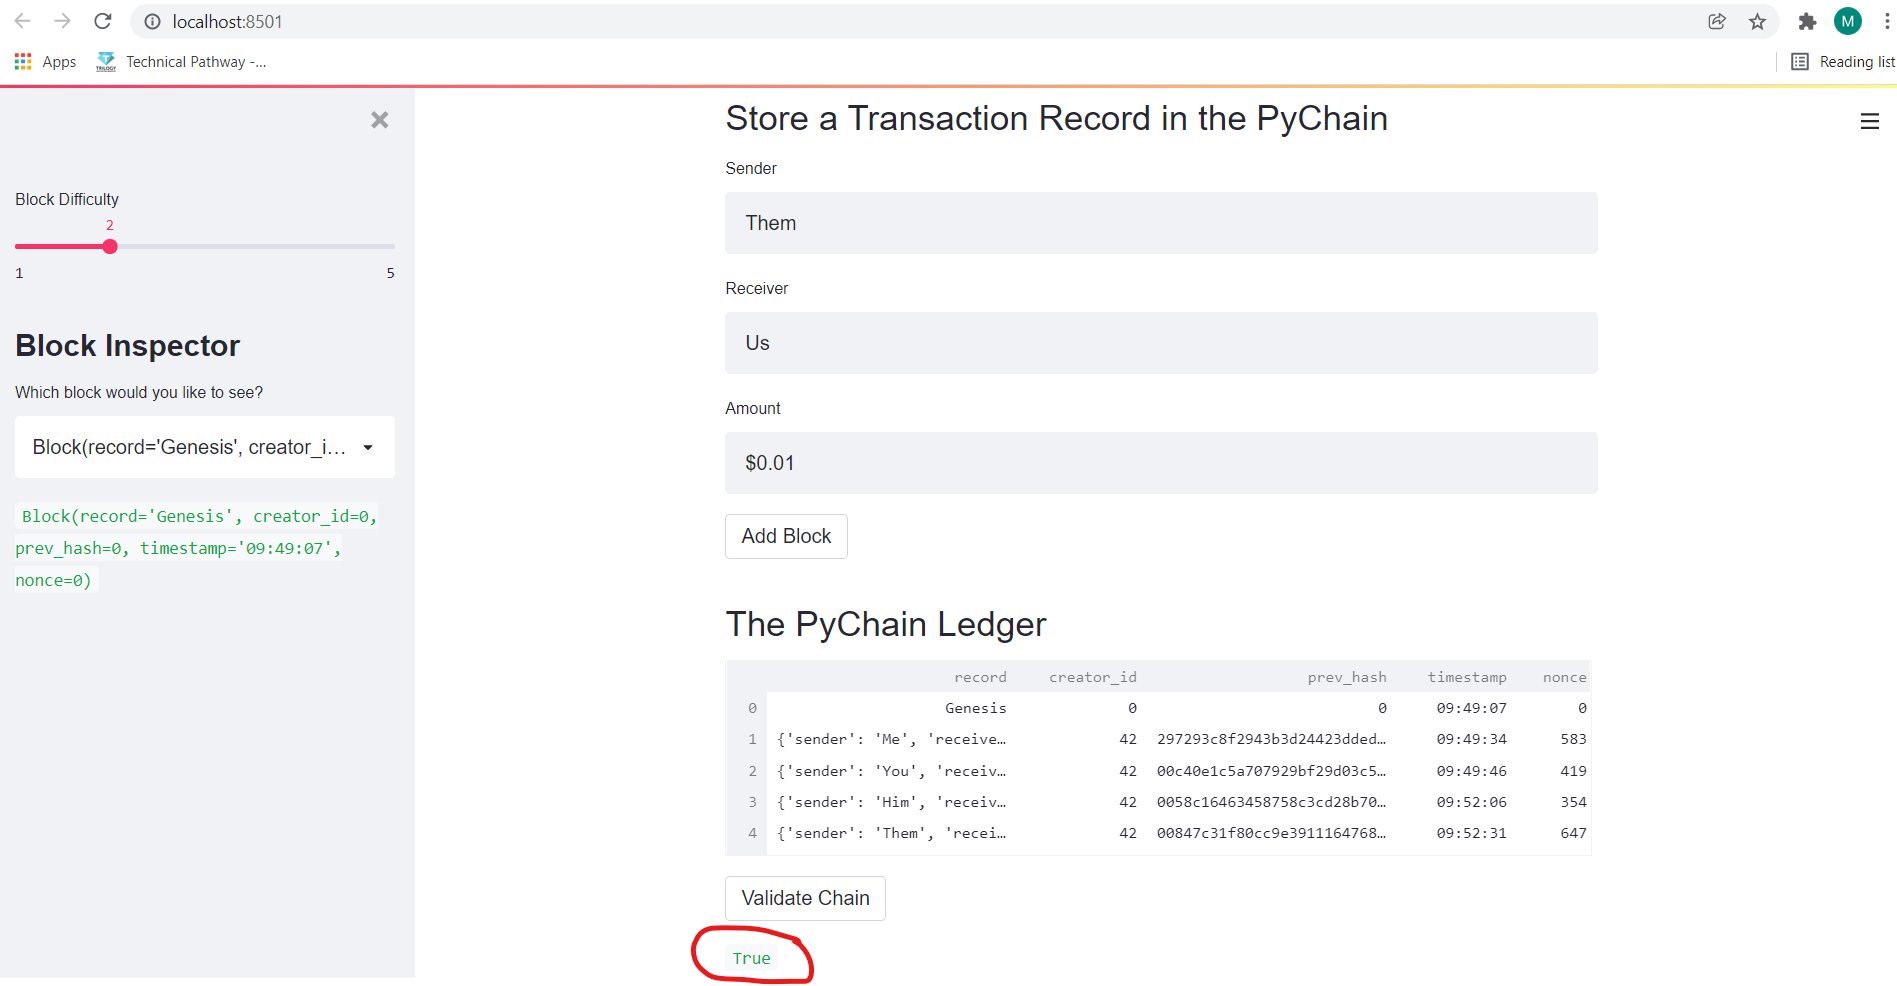 localhost:8501
M
Apps
TRILOGY
Technical Pathway -...
Reading list
Block Difficulty
2
1 5
Block Inspector
Which block would you like to see?
Block(record='Genesis', creator_i...
Block(record='Genesis', creator_id=0,
prev_hash=0, timestamp='09:49:07',
nonce=0)
Store a Transaction Record in the PyChain
Sender
Them
Receiver
Us
Amount
$0.01
Add Block
The PyChain Ledger
record creator_id prev_hash timestamp nonce
0 Genesis 0 0 09:49:07 0
1 {'sender': 'Me', 'receive… 42 297293c8f2943b3d24423dded… 09:49:34 583
2 {'sender': 'You', 'receiv… 42 00c40e1c5a707929bf29d03c5… 09:49:46 419
3 {'sender': 'Him', 'receiv… 42 0058c16463458758c3cd28b70… 09:52:06 354
4 {'sender': 'Them', 'recei… 42 00847c31f80cc9e3911164768… 09:52:31 647
Validate Chain
True